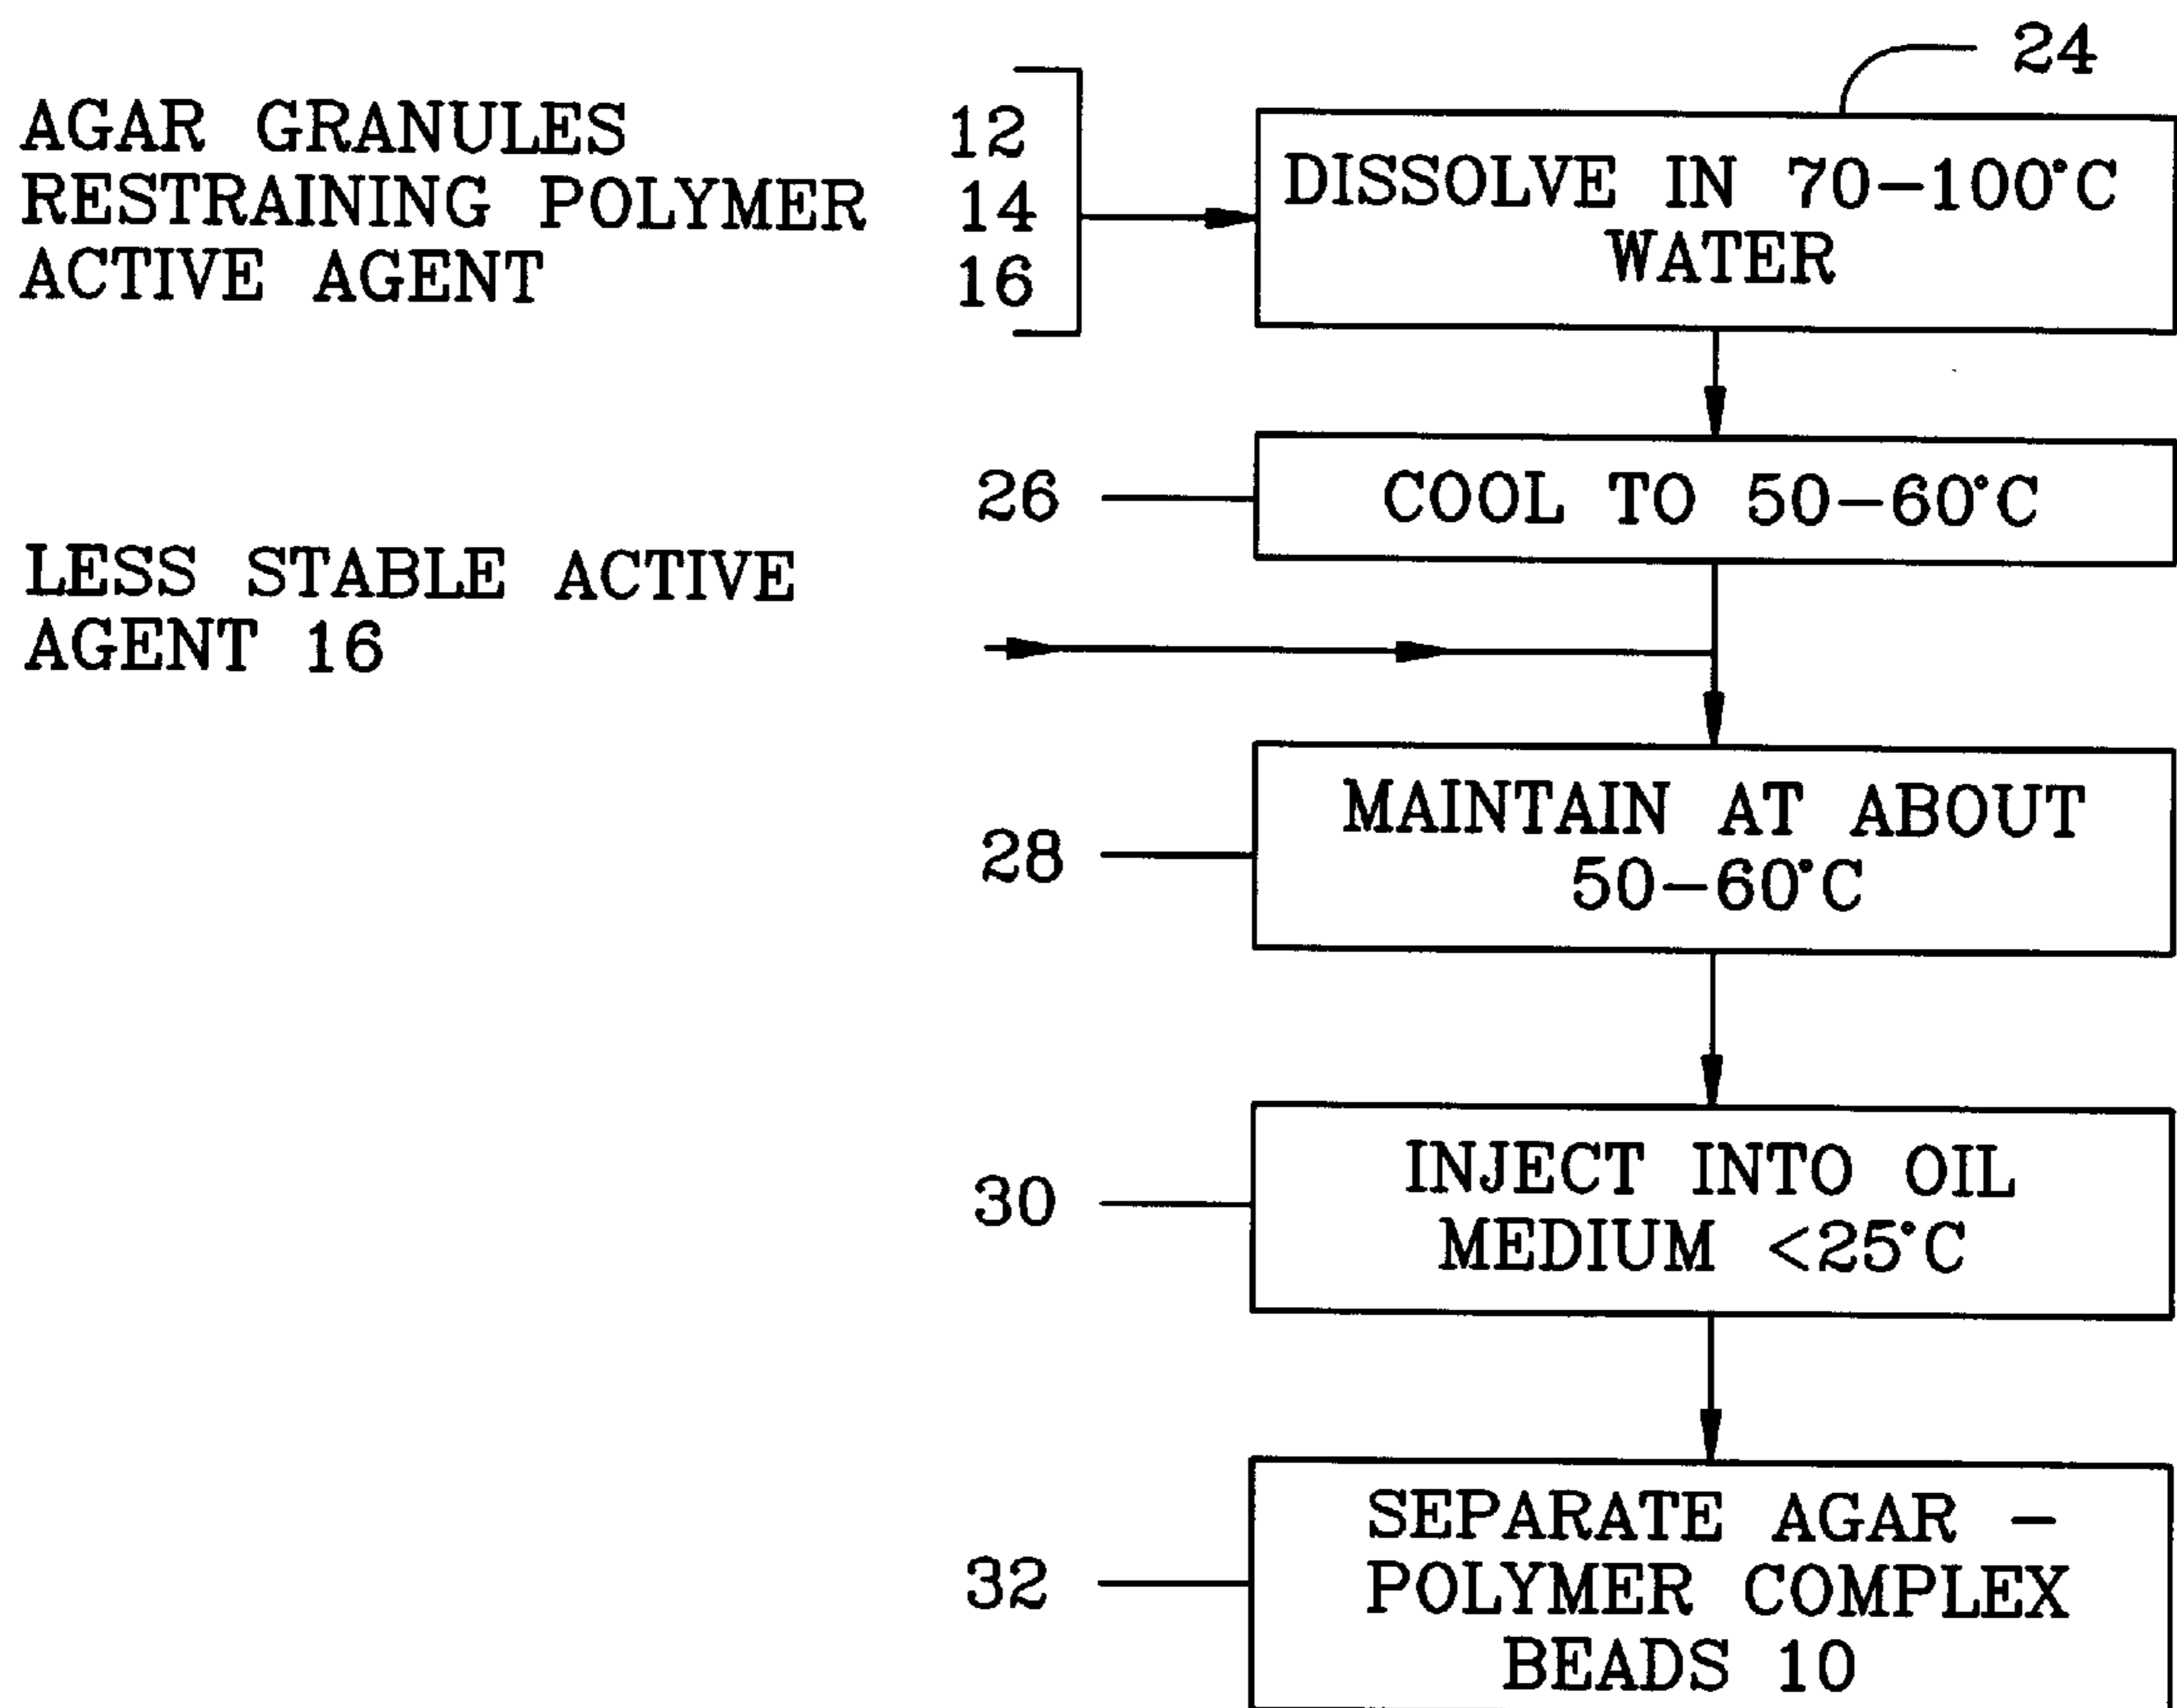 24
AGAR GRANULES 12
RESTRAINING POLYMER 14
ACTIVE AGENT 16
DISSOLVE IN 70-100°C
WATER
26
COOL TO 50-60°C
LESS STABLE ACTIVE
AGENT 16
28
MAINTAIN AT ABOUT
50-60°C
30
INJECT INTO OIL
MEDIUM <25°C
32
SEPARATE AGAR -
POLYMER COMPLEX
BEADS 10